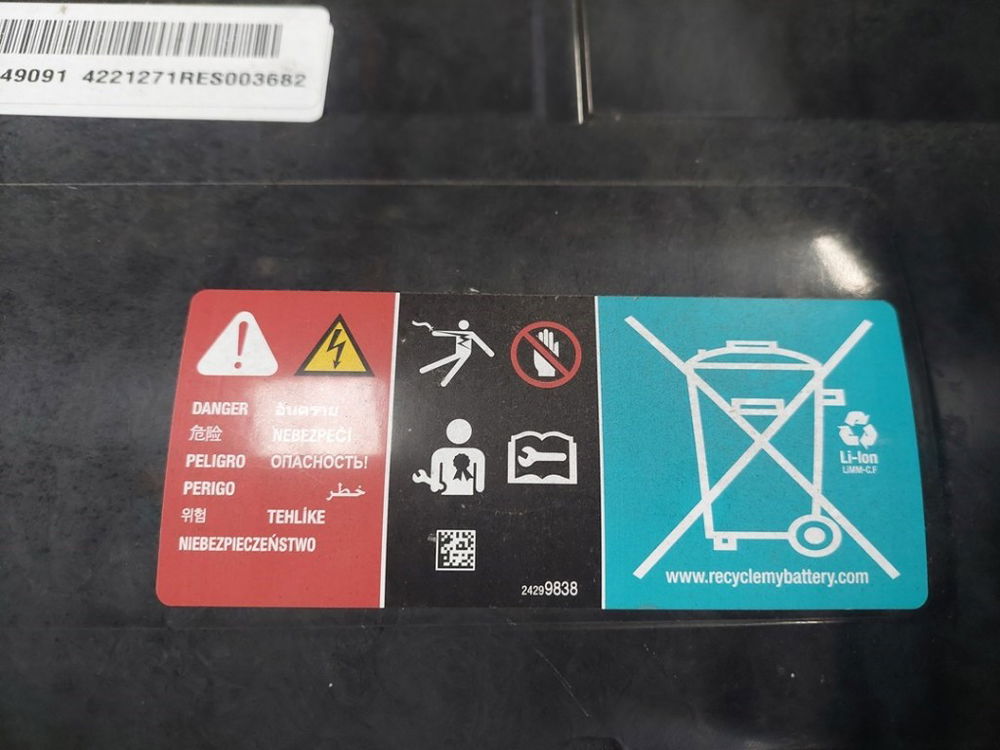 49091 4221271RES003682
DANGER อันตราย
危险 NEBEZPEČÍ
PELIGRO ОПАСНОСТЬ!
PERIGO خطر
위험 TEHLİKE
NIEBEZPIECZEŃSTWO
24299838
Li-Ion
LiMM-C.F
www.recyclemybattery.com